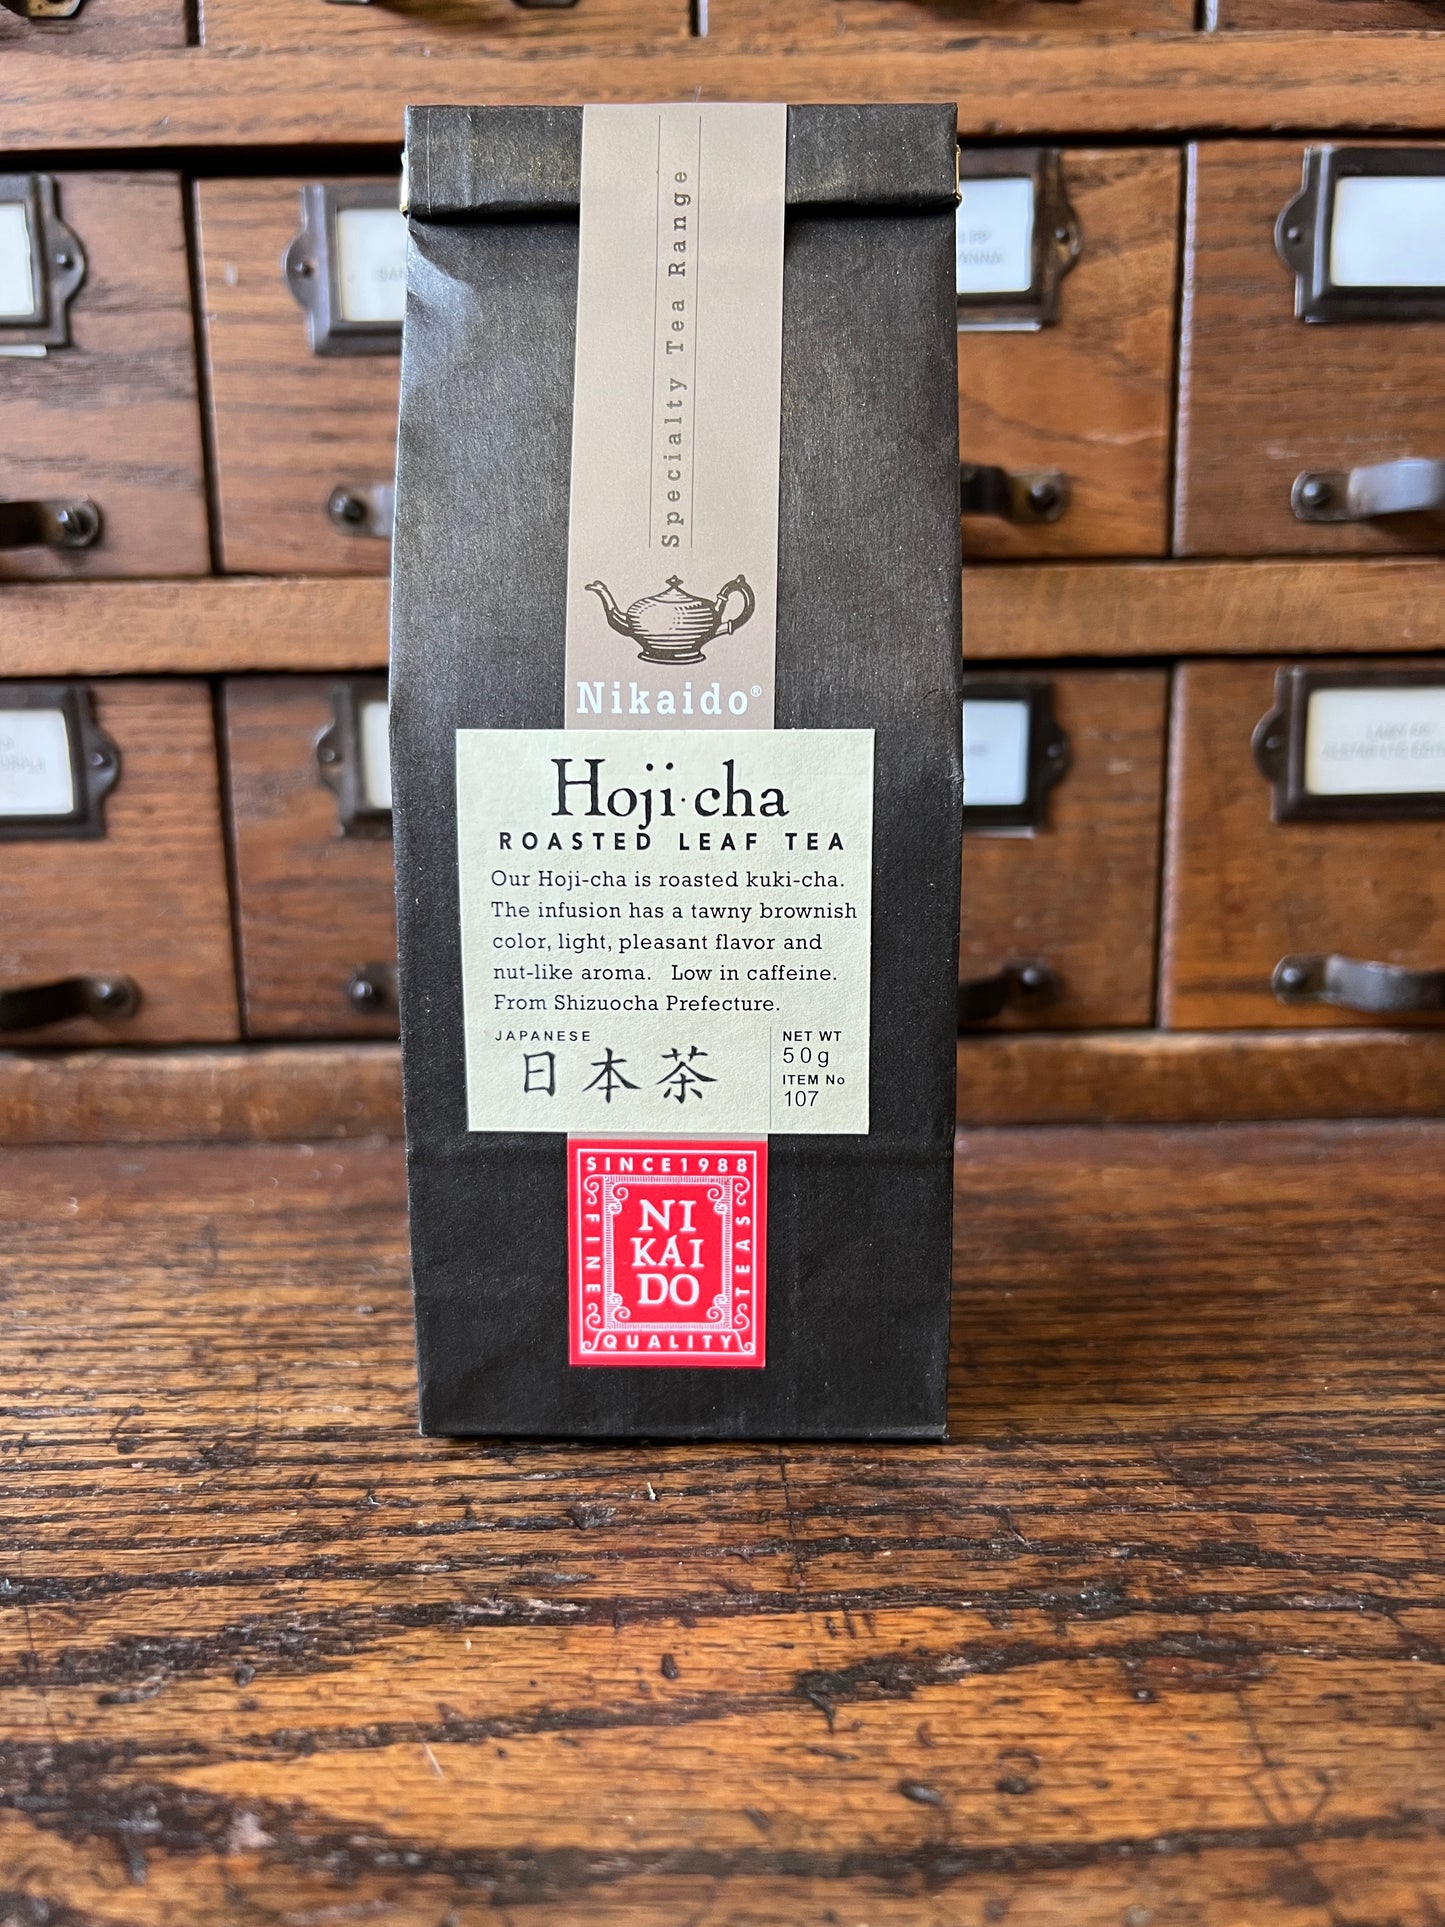 Specialty Tea Range
Nikaido®
Hoji·cha
ROASTED LEAF TEA
Our Hoji-cha is roasted kuki-cha.
The infusion has a tawny brownish
color, light, pleasant flavor and
nut-like aroma. Low in caffeine.
From Shizuocha Prefecture.
JAPANESE
日本茶
NET WT
50g
ITEM No
107
SINCE 1988
FINE
NI
KAI
DO
TEAS
QUALITY